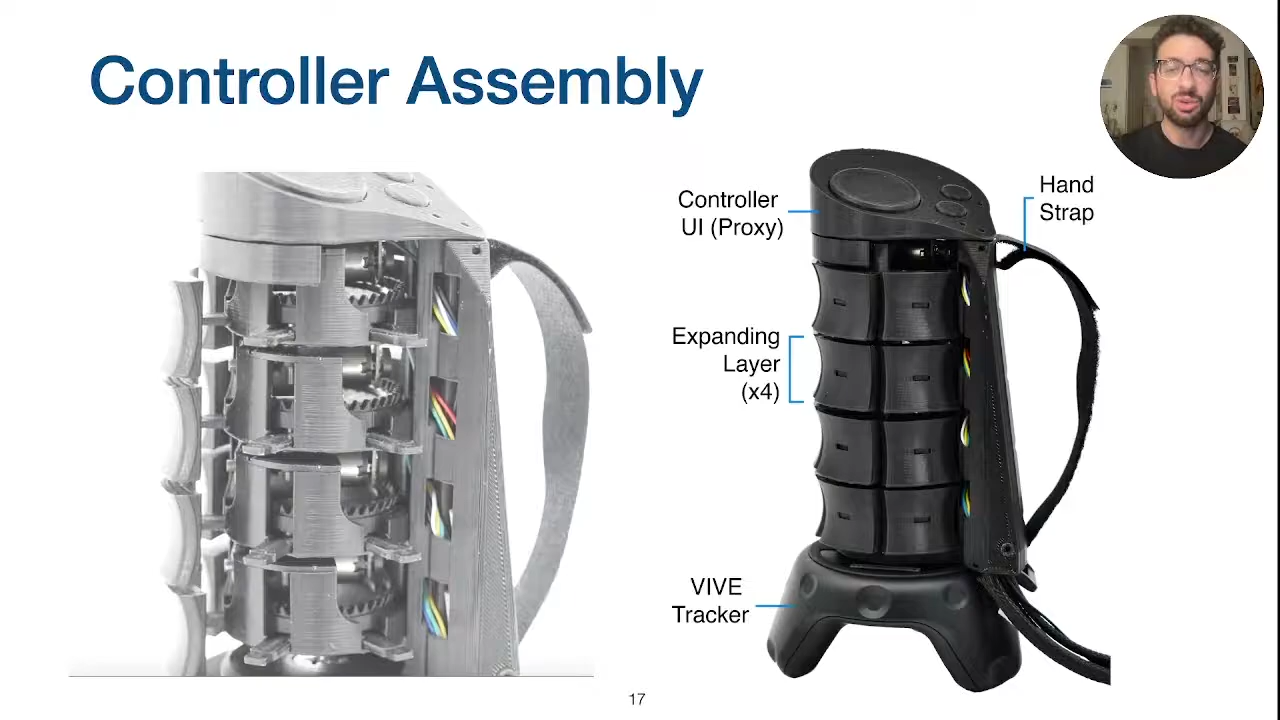 Controller Assembly
Controller
UI (Proxy)
Hand
Strap
Expanding
Layer
(x4)
VIVE
Tracker
17